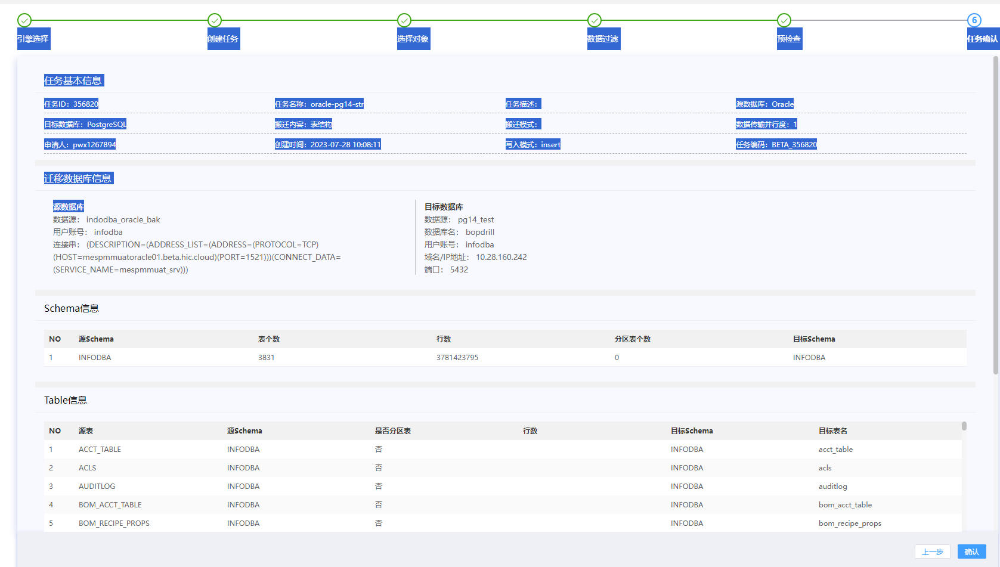 6
引擎选择 创建任务 选择对象 数据过滤 预检查 任务确认
任务基本信息
任务ID：356820 任务名称：oracle-pg14-str 任务描述： 源数据库：Oracle
目标数据库：PostgreSQL 搬迁内容：表结构 搬迁模式： 数据传输并行度：1
申请人：pwx1267894 创建时间：2023-07-28 10:08:11 写入模式：insert 任务编码：BETA_356820
迁移数据库信息
源数据库
数据源： indodba_oracle_bak
用户账号： infodba
连接串： (DESCRIPTION=(ADDRESS_LIST=(ADDRESS=(PROTOCOL=TCP)
(HOST=mespmmuatoracle01.beta.hic.cloud)(PORT=1521)))(CONNECT_DATA=
(SERVICE_NAME=mespmmuat_srv)))
目标数据库
数据源： pg14_test
数据库名： bopdrill
用户账号： infodba
域名/IP地址： 10.28.160.242
端口： 5432
Schema信息
NO 源Schema 表个数 行数 分区表个数 目标Schema
1 INFODBA 3831 3781423795 0 INFODBA
Table信息
NO 源表 源Schema 是否分区表 行数 目标Schema 目标表名
1 ACCT_TABLE INFODBA 否 INFODBA acct_table
2 ACLS INFODBA 否 INFODBA acls
3 AUDITLOG INFODBA 否 INFODBA auditlog
4 BOM_ACCT_TABLE INFODBA 否 INFODBA bom_acct_table
5 BOM_RECIPE_PROPS INFODBA 否 INFODBA bom_recipe_props
上一步 确认